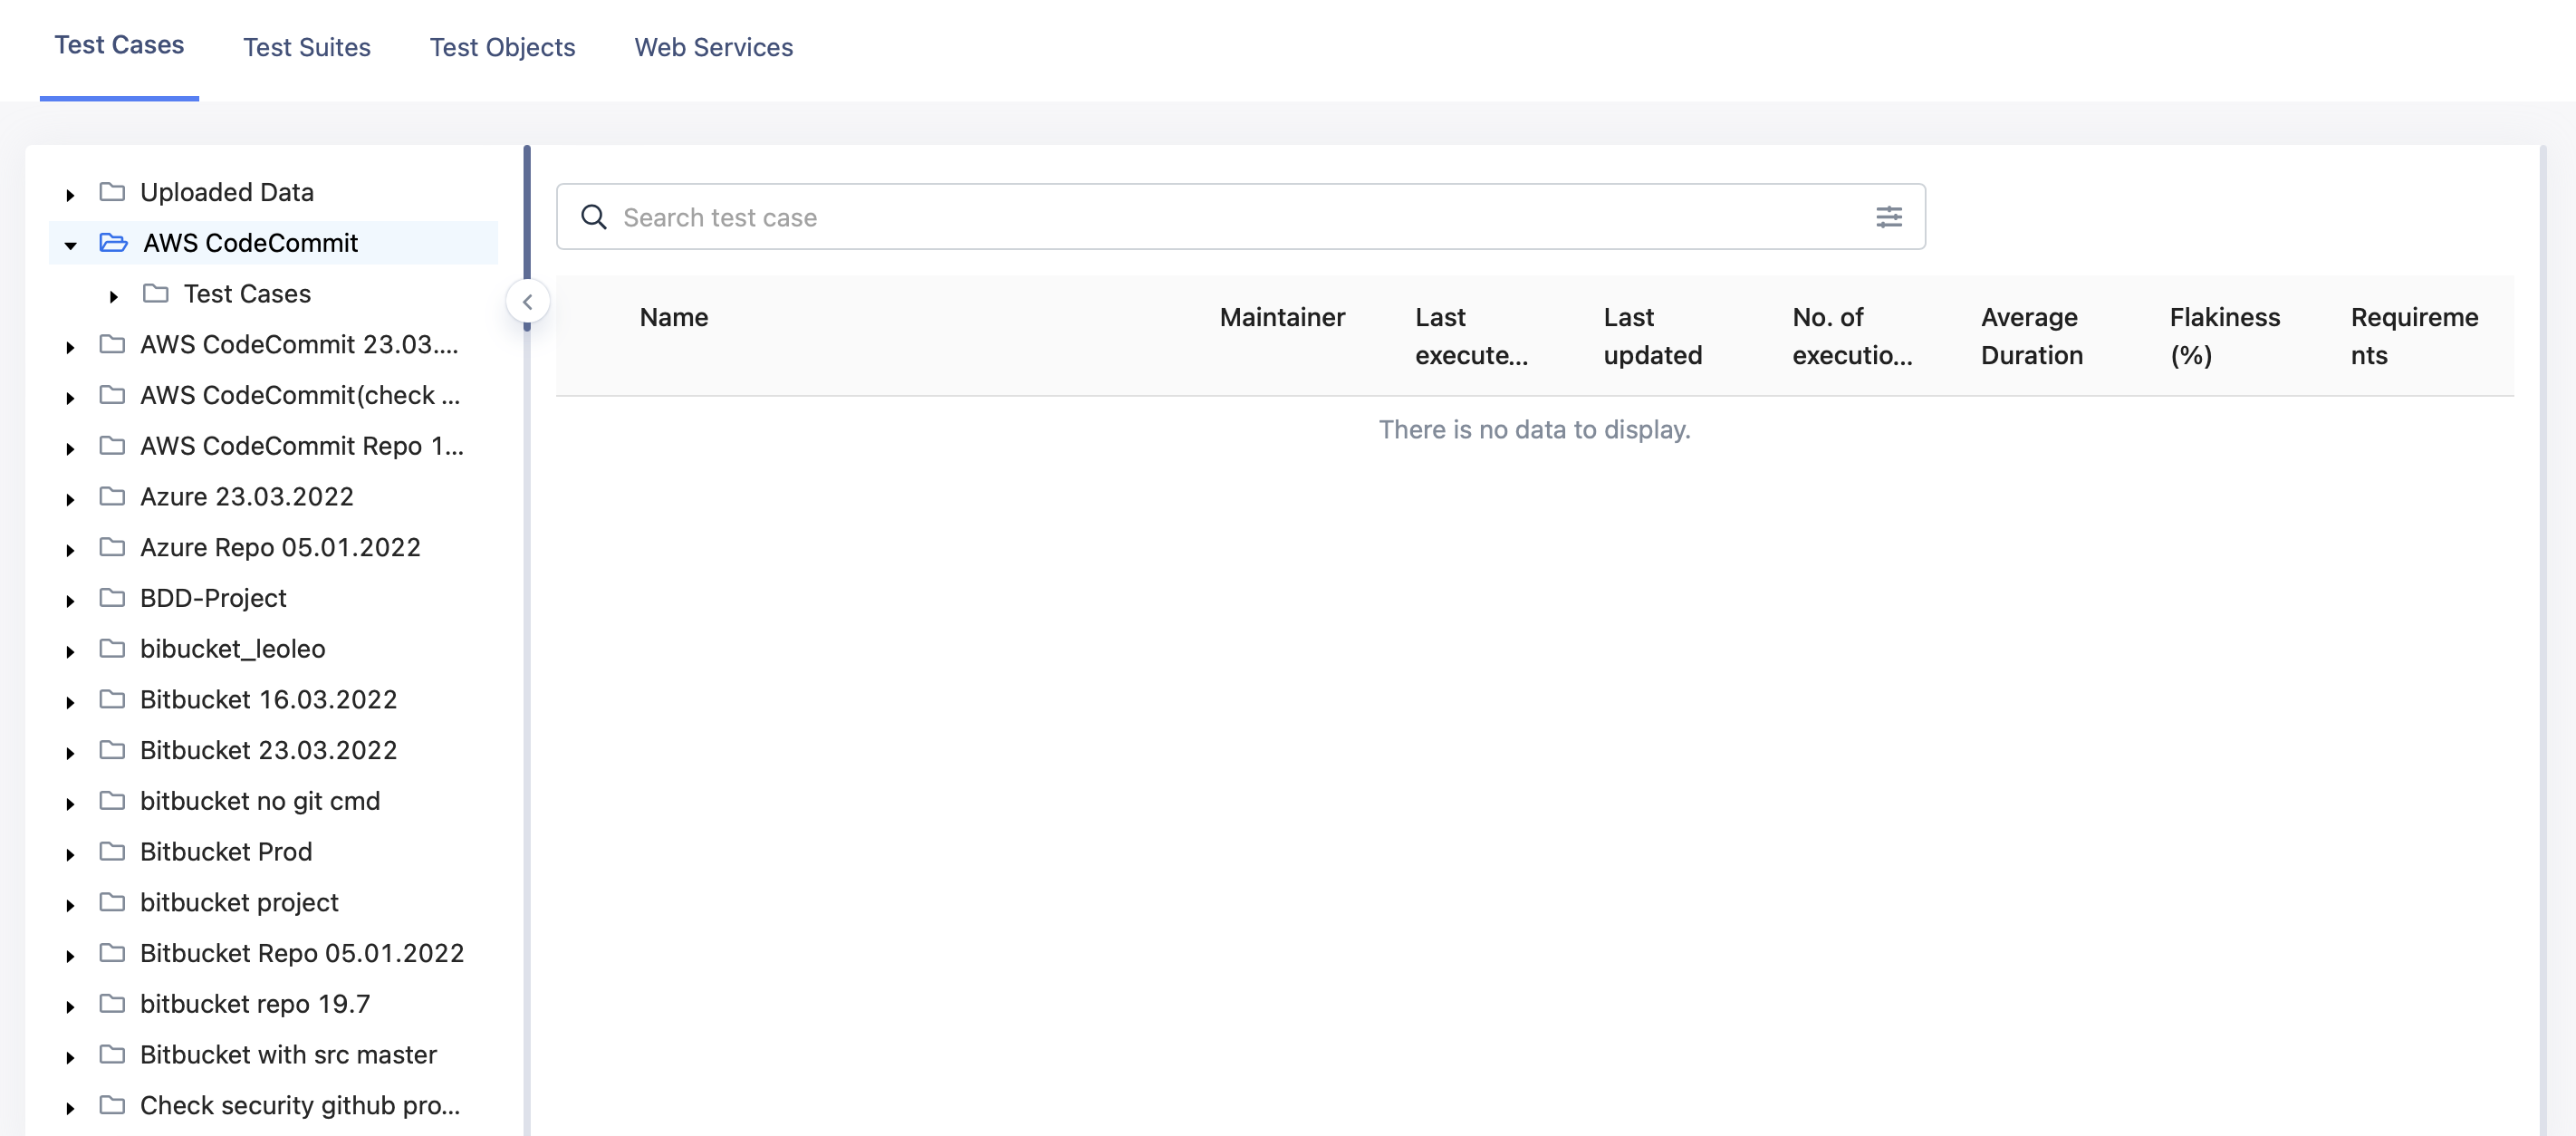 Test Cases
Test Suites
Test Objects
Web Services
Uploaded Data
AWS CodeCommit
Test Cases
AWS CodeCommit 23.03....
AWS CodeCommit(check ...
AWS CodeCommit Repo 1...
Azure 23.03.2022
Azure Repo 05.01.2022
BDD-Project
bibucket_leoleo
Bitbucket 16.03.2022
Bitbucket 23.03.2022
bitbucket no git cmd
Bitbucket Prod
bitbucket project
Bitbucket Repo 05.01.2022
bitbucket repo 19.7
Bitbucket with src master
Check security github pro...
Search test case
Name
Maintainer
Last
execute...
Last
updated
No. of
executio...
Average
Duration
Flakiness
(%)
Requireme
nts
There is no data to display.